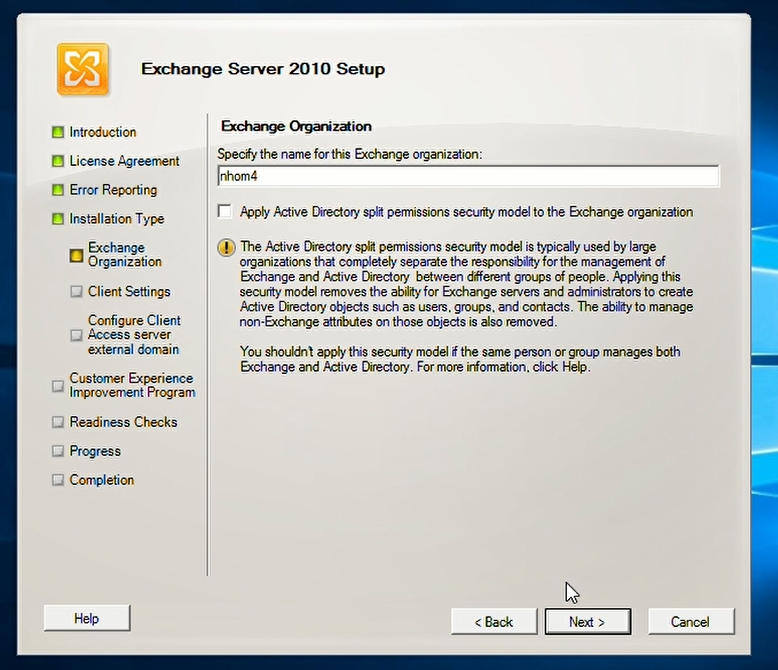 Exchange Server 2010 Setup
Introduction
License Agreement
Error Reporting
Installation Type
Exchange
Organization
Client Settings
Configure Client
Access server
external domain
Customer Experience
Improvement Program
Readiness Checks
Progress
Completion
Exchange Organization
Specify the name for this Exchange organization:
nhom4
Apply Active Directory split permissions security model to the Exchange organization
The Active Directory split permissions security model is typically used by large
organizations that completely separate the responsibility for the management of
Exchange and Active Directory between different groups of people. Applying this
security model removes the ability for Exchange servers and administrators to create
Active Directory objects such as users, groups, and contacts. The ability to manage
non-Exchange attributes on those objects is also removed.
You shouldn't apply this security model if the same person or group manages both
Exchange and Active Directory. For more information, click Help.
Help
< Back
Next >
Cancel